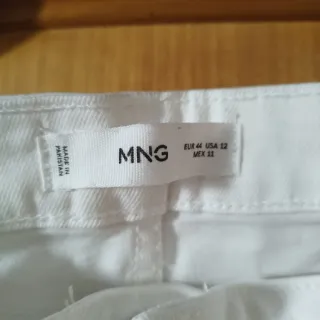 MADE IN
PAKISTAN
MNG
EUR 44 USA 12
MEX 32